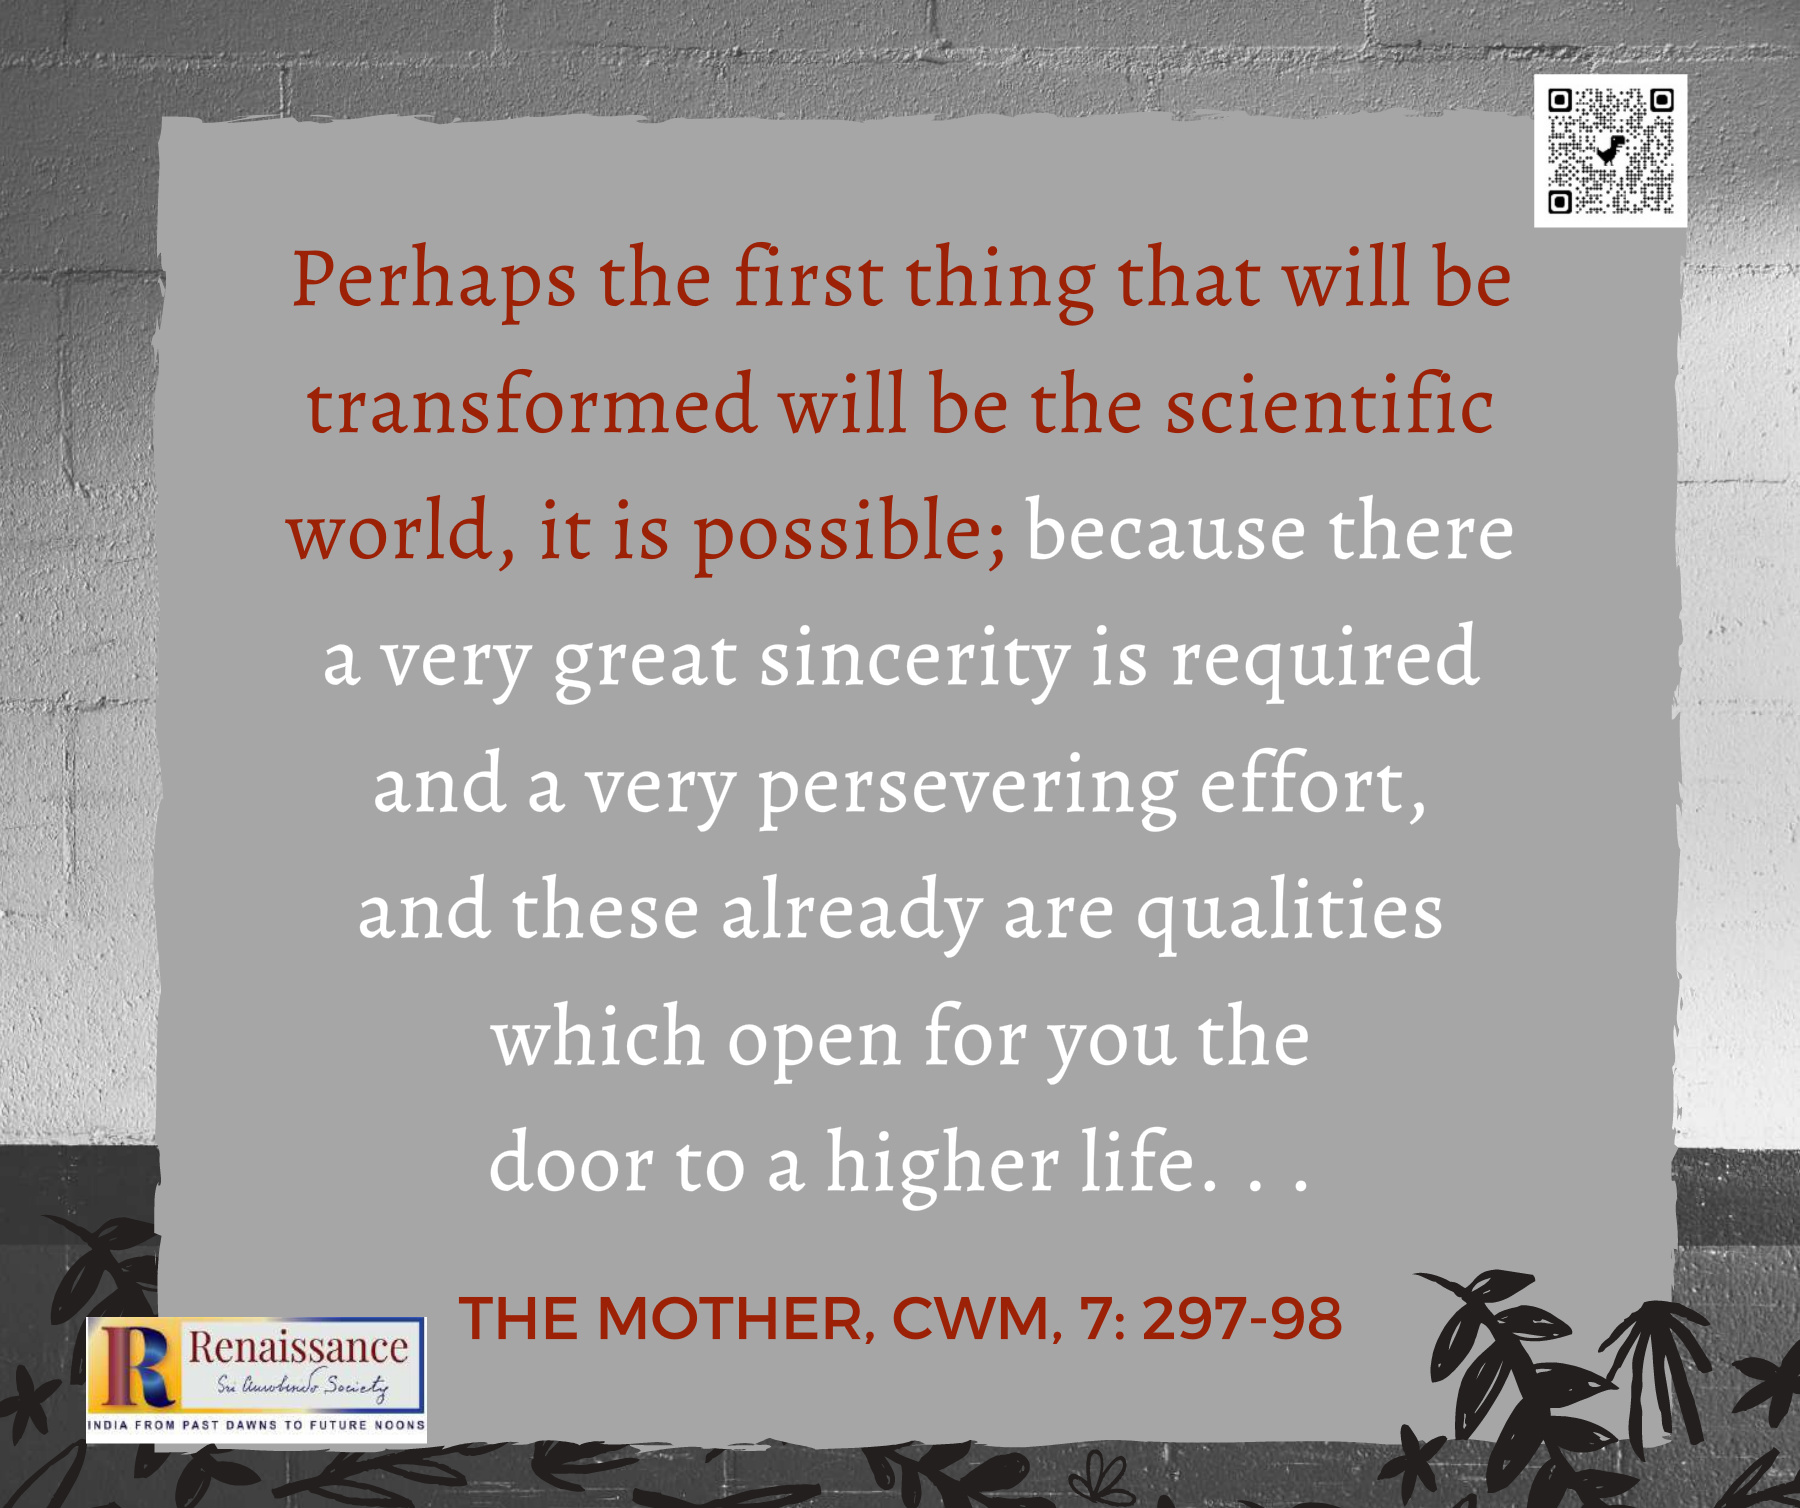 Perhaps the first thing that will be
transformed will be the scientific
world, it is possible; because there
a very great sincerity is required
and a very persevering effort,
and these already are qualities
which open for you the
door to a higher life. . .
THE MOTHER, CWM, 7: 297-98
R Renaissance
Sri Aurobindo Society
INDIA FROM PAST DAWNS TO FUTURE NOONS